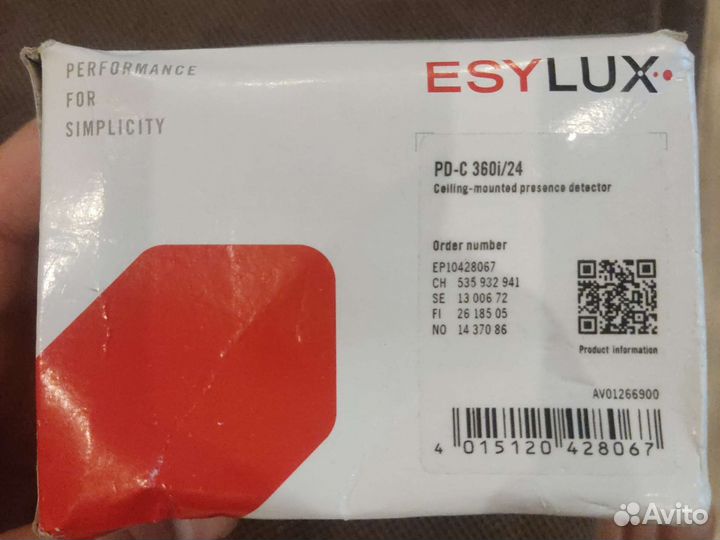 PERFORMANCE
FOR
SIMPLICITY
ESYLUX
PD-C 360i/24
Ceiling-mounted presence detector
Order number
EP10428067
CH 535 932 941
SE 13 006 72
FI 26 185 05
NO 14 370 86
Product information
AV01266900
4 015120 428067
Avito